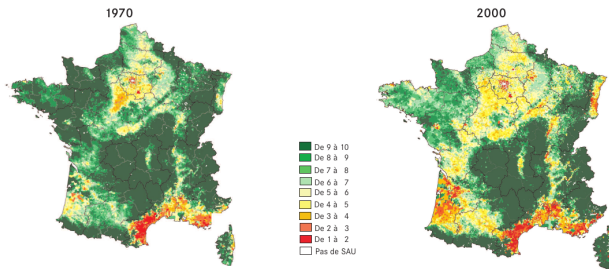 1970
2000
De 9 à 10
De 8 à 9
De 7 à 8
De 6 à 7
De 5 à 6
De 4 à 5
De 3 à 4
De 2 à 3
De 1 à 2
Pas de SAU